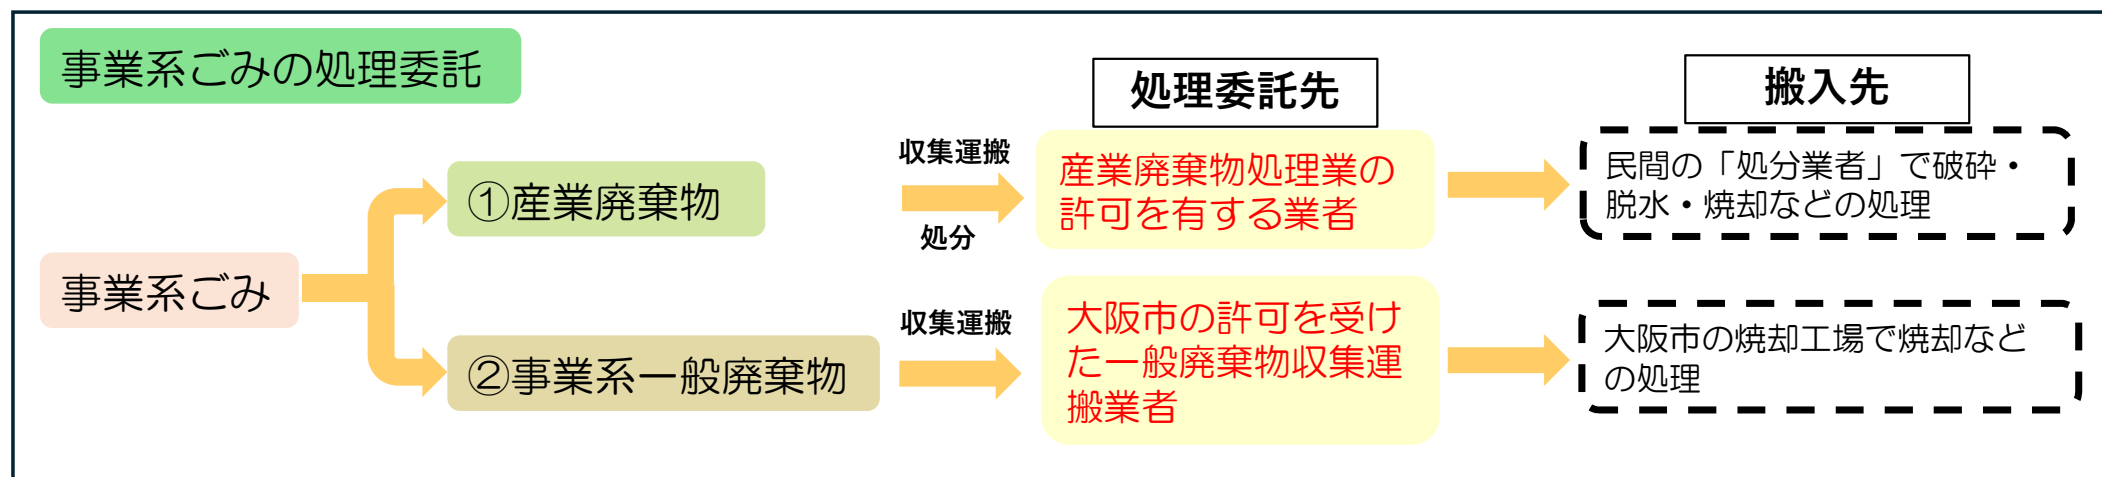 事業系ごみの処理委託
処理委託先
搬入先
収集運搬
処分
①産業廃棄物
産業廃棄物処理業の
許可を有する業者
民間の「処分業者」で破砕・
脱水・焼却などの処理
事業系ごみ
②事業系一般廃棄物
収集運搬
大阪市の許可を受け
た一般廃棄物収集運
搬業者
大阪市の焼却工場で焼却など
の処理